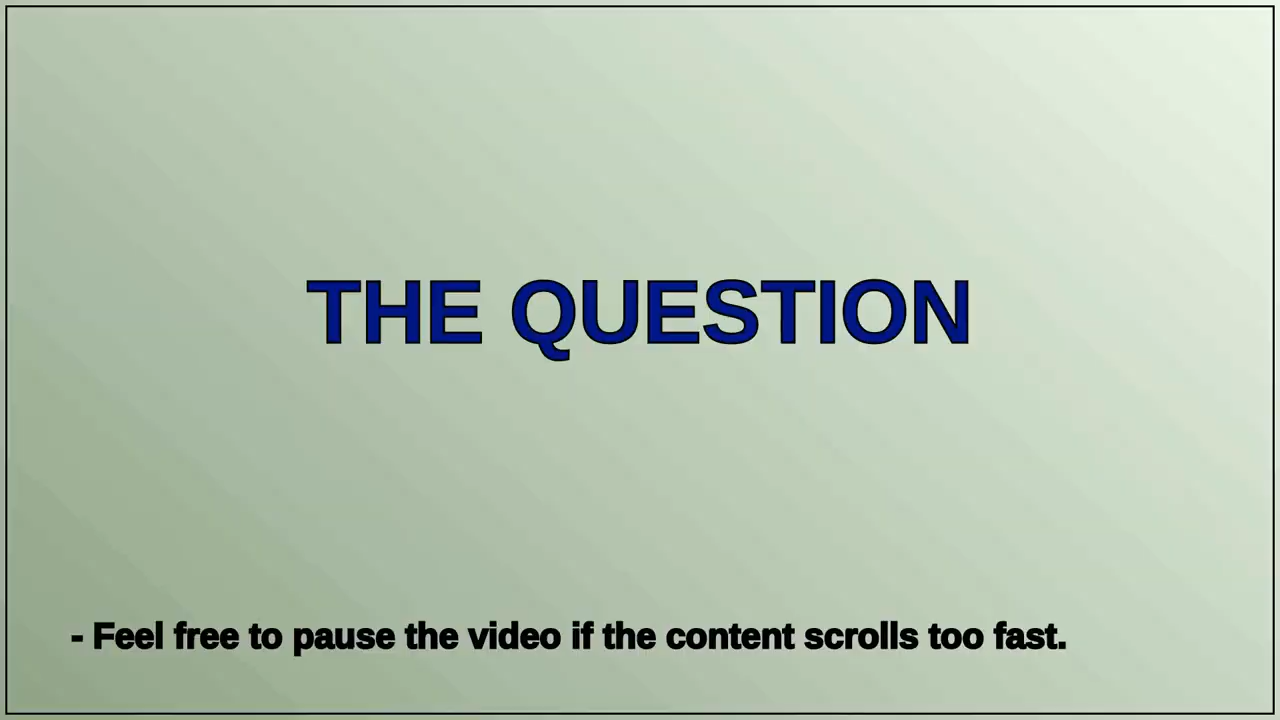 THE QUESTION
- Feel free to pause the video if the content scrolls too fast.